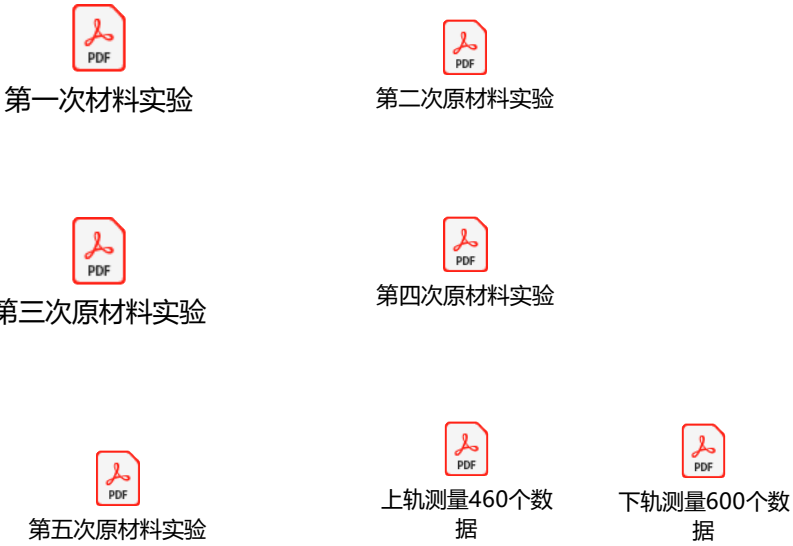 PDF
第一次材料实验
PDF
第二次原材料实验
PDF
第三次原材料实验
PDF
第四次原材料实验
PDF
第五次原材料实验
PDF
上轨测量460个数
据
PDF
下轨测量600个数
据